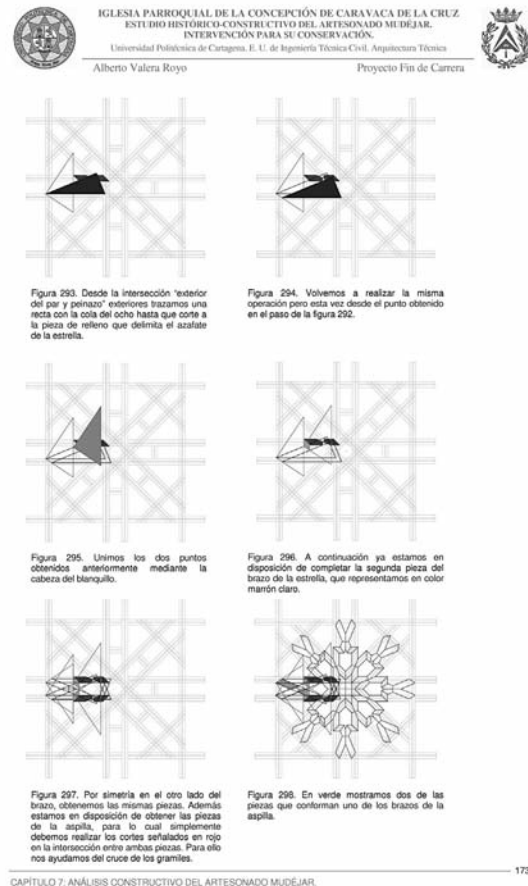 IGLESIA PARROQUIAL DE LA CONCEPCIÓN DE CARAVACA DE LA CRUZ
ESTUDIO HISTÓRICO-CONSTRUCTIVO DEL ARTESONADO MUDÉJAR.
INTERVENCIÓN PARA SU CONSERVACIÓN.
Universidad Politécnica de Cartagena. E. U. de Ingeniería Técnica Civil. Arquitectura Técnica
Alberto Valera Royo Proyecto Fin de Carrera
Figura 293. Desde la intersección "exterior
del par y peinazo" exteriores trazamos una
recta con la cola del ocho hasta que corte a
la pieza de relleno que delimita el azafate
de la estrella.
Figura 294. Volvemos a realizar la misma
operación pero esta vez desde el punto obtenido
en el paso de la figura 292.
Figura 295. Unimos los dos puntos
obtenidos anteriormente mediante la
cabeza del blanquillo.
Figura 296. A continuación ya estamos en
disposición de completar la segunda pieza del
brazo de la estrella, que representamos en color
marrón claro.
Figura 297. Por simetría en el otro lado del
brazo, obtenemos las mismas piezas. Además
estamos en disposición de obtener las piezas
de la aspilla, para lo cual simplemente
debemos realizar los cortes señalados en rojo
en la intersección entre ambas piezas. Para ello
nos ayudamos del cruce de los gramiles.
Figura 298. En verde mostramos dos de las
piezas que conforman uno de los brazos de la
aspilla.
173
CAPÍTULO 7: ANÁLISIS CONSTRUCTIVO DEL ARTESONADO MUDÉJAR.